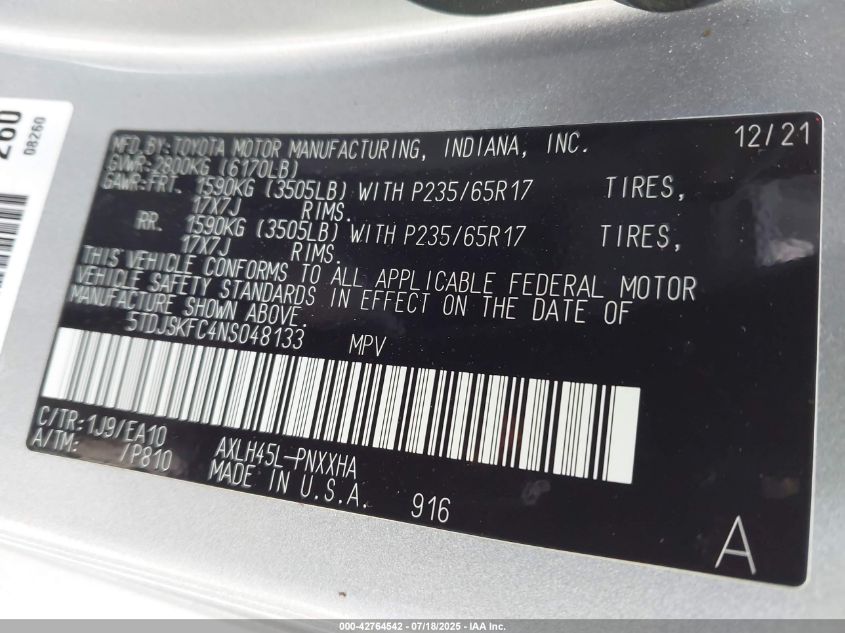 260
08260
MFD.BY:TOYOTA MOTOR MANUFACTURING, INDIANA, INC. 12/21
GVWR:2800KG (6170LB)
GAWR:FRT. 1590KG (3505LB) WITH P235/65R17 TIRES,
17X7J RIMS.
RR. 1590KG (3505LB) WITH P235/65R17 TIRES,
17X7J RIMS.
THIS VEHICLE CONFORMS TO ALL APPLICABLE FEDERAL MOTOR
VEHICLE SAFETY STANDARDS IN EFFECT ON THE DATE OF
MANUFACTURE SHOWN ABOVE.
5TDJSKFC4NS048133 MPV
C/TR:1J9/EA10
A/TM: /P810
AXLH45L-PNXXHA
MADE IN U.S.A.
916
A
000-42764542 - 07/18/2025 - IAA Inc.